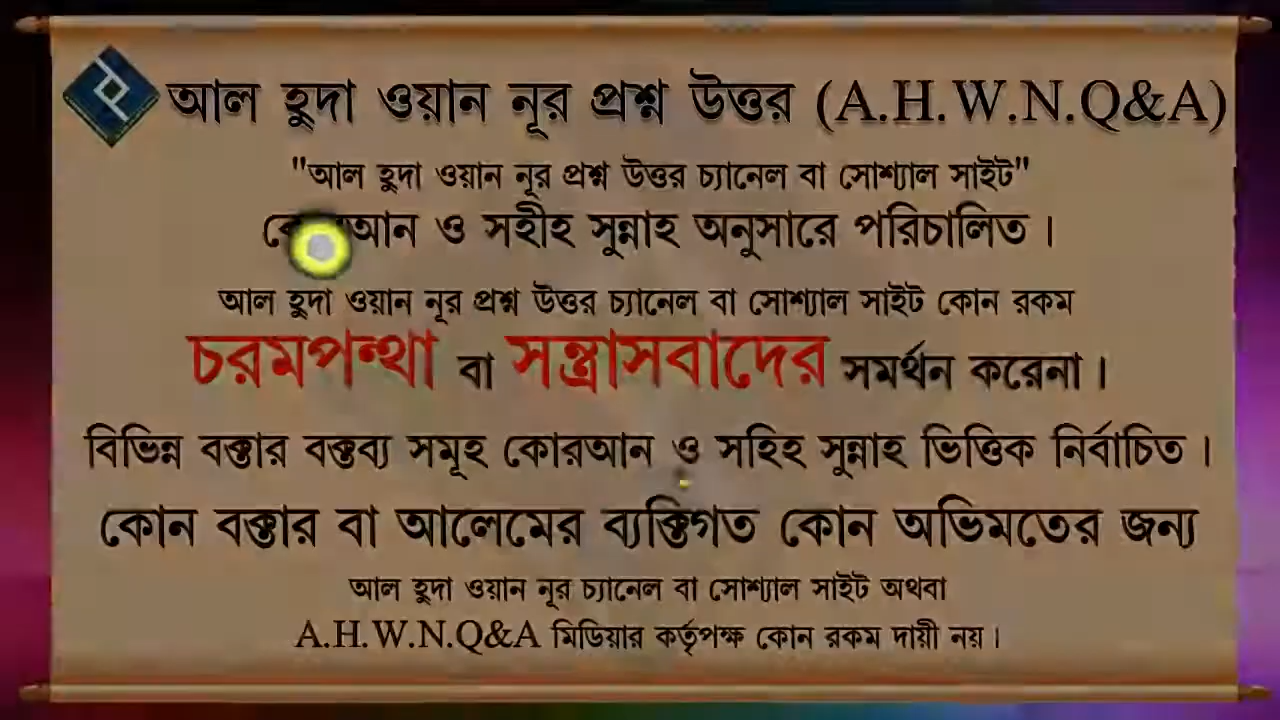 আল হুদা ওয়ান নূর প্রশ্ন উত্তর (A.H.W.N.Q&A)
"আল হুদা ওয়ান নূর প্রশ্ন উত্তর চ্যানেল বা সোশ্যাল সাইট"
ও সহীহ সুন্নাহ অনুসারে পরিচালিত।
আল হুদা ওয়ান নূর প্রশ্ন উত্তর চ্যানেল বা সোশ্যাল সাইট কোন রকম
চরমপন্থা বা সন্ত্রাসবাদের সমর্থন করেনা।
বিভিন্ন বক্তার বক্তব্য সমূহ কোরআন ও সহিহ সুন্নাহ ভিত্তিক নির্বাচিত।
কোন বক্তার বা আলেমের ব্যক্তিগত কোন অভিমতের জন্য
আল হুদা ওয়ান নূর চ্যানেল বা সোশ্যাল সাইট অথবা
A.H.W.N.Q&A মিডিয়ার কর্তৃপক্ষ কোন রকম দায়ী নয়।